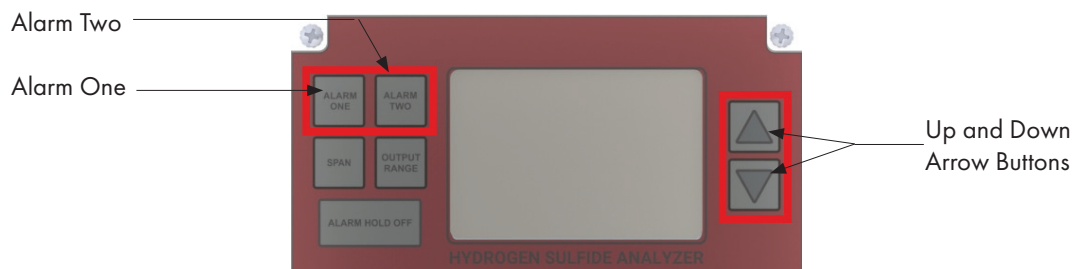 Alarm Two
Alarm One
ALARM
ONE
ALARM
TWO
SPAN
OUTPUT
RANGE
ALARM HOLD OFF
HYDROGEN SULFIDE ANALYZER
Up and Down
Arrow Buttons